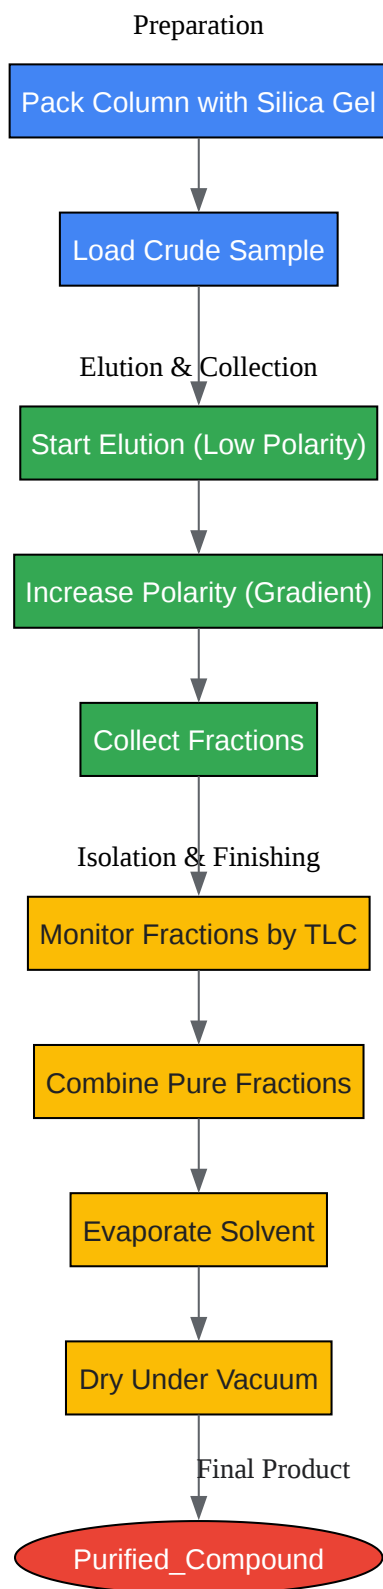 Preparation
Pack Column with Silica Gel
Load Crude Sample
Elution & Collection
Start Elution (Low Polarity)
Increase Polarity (Gradient)
Collect Fractions
Isolation & Finishing
Monitor Fractions by TLC
Combine Pure Fractions
Evaporate Solvent
Dry Under Vacuum
Final Product
Purified_Compound